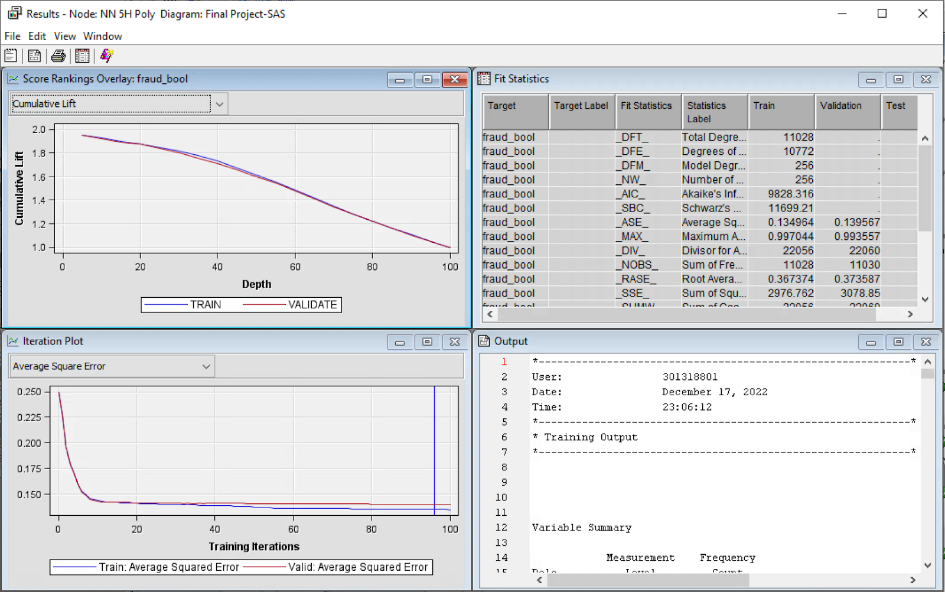 Results - Node: NN 5H Poly  Diagram: Final Project-SAS
File Edit View Window
Score Rankings Overlay: fraud_bool
Cumulative Lift
2.0
1.8
1.6
1.4
1.2
1.0
Cumulative Lift
0 20 40 60 80 100
Depth
TRAIN VALIDATE
Fit Statistics
Target Target Label Fit Statistics Statistics Label Train Validation Test
fraud_bool _DFT_ Total Degre... 11028 .
fraud_bool _DFE_ Degrees of ... 10772 .
fraud_bool _DFM_ Model Degr... 256 .
fraud_bool _NW_ Number of ... 256 .
fraud_bool _AIC_ Akaike's Inf... 9828.316 .
fraud_bool _SBC_ Schwarz's ... 11699.21 .
fraud_bool _ASE_ Average Sq... 0.134964 0.139567
fraud_bool _MAX_ Maximum A... 0.997044 0.993557
fraud_bool _DIV_ Divisor for A... 22056 22060
fraud_bool _NOBS_ Sum of Fre... 11028 11030
fraud_bool _RASE_ Root Avera... 0.367374 0.373587
fraud_bool _SSE_ Sum of Squ... 2976.762 3078.85
Iteration Plot
Average Square Error
0.250
0.225
0.200
0.175
0.150
0 20 40 60 80 100
Training Iterations
Train: Average Squared Error Valid: Average Squared Error
Output
1 *------------------------------------------------------------*
2 User: 301318801
3 Date: December 17, 2022
4 Time: 23:06:12
5 *------------------------------------------------------------*
6 * Training Output
7 *------------------------------------------------------------*
8
9
10
11
12 Variable Summary
13
14 Measurement Frequency
15 Role Level Count